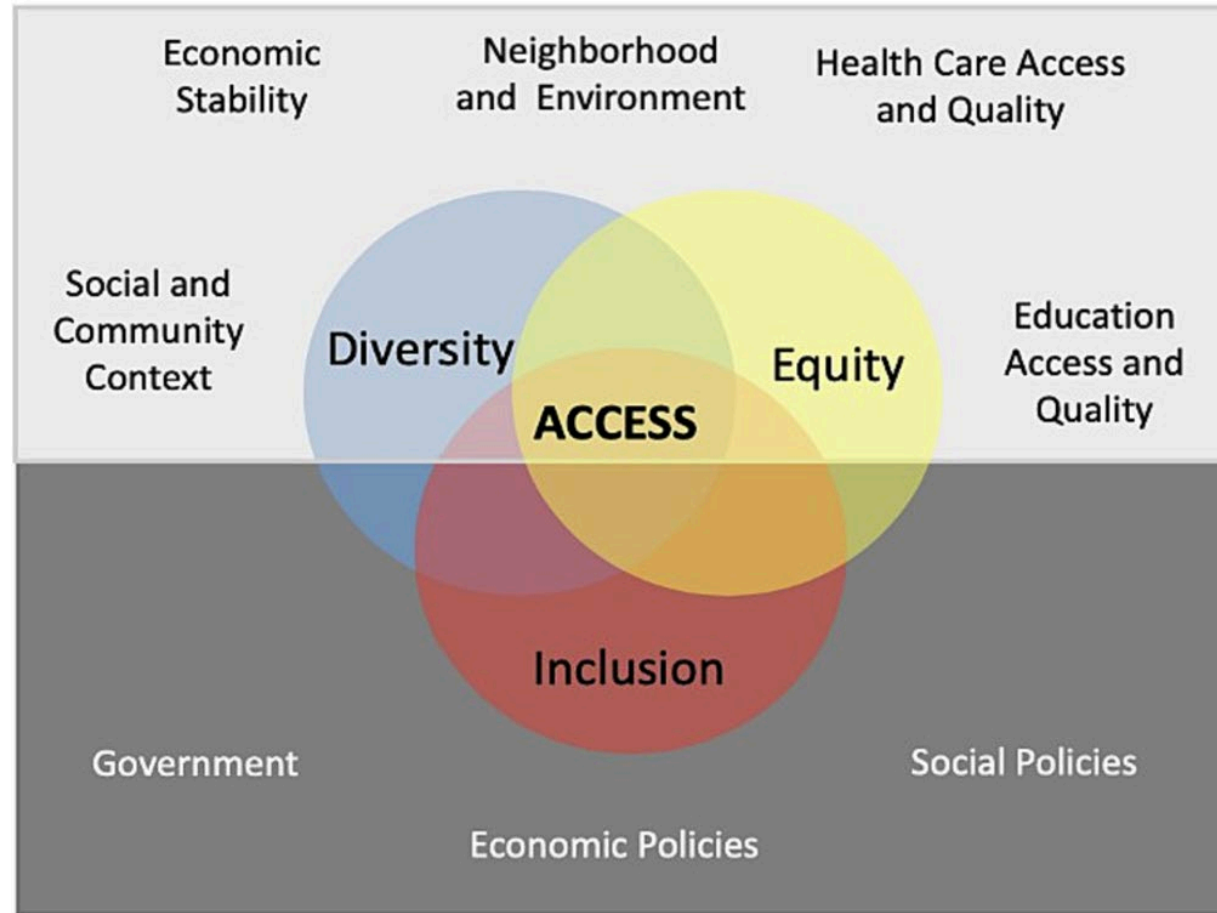 Economic
Stability
Neighborhood
and Environment
Health Care Access
and Quality
Social and
Community
Context
Diversity
Equity
Education
Access and
Quality
ACCESS
Inclusion
Government
Social Policies
Economic Policies